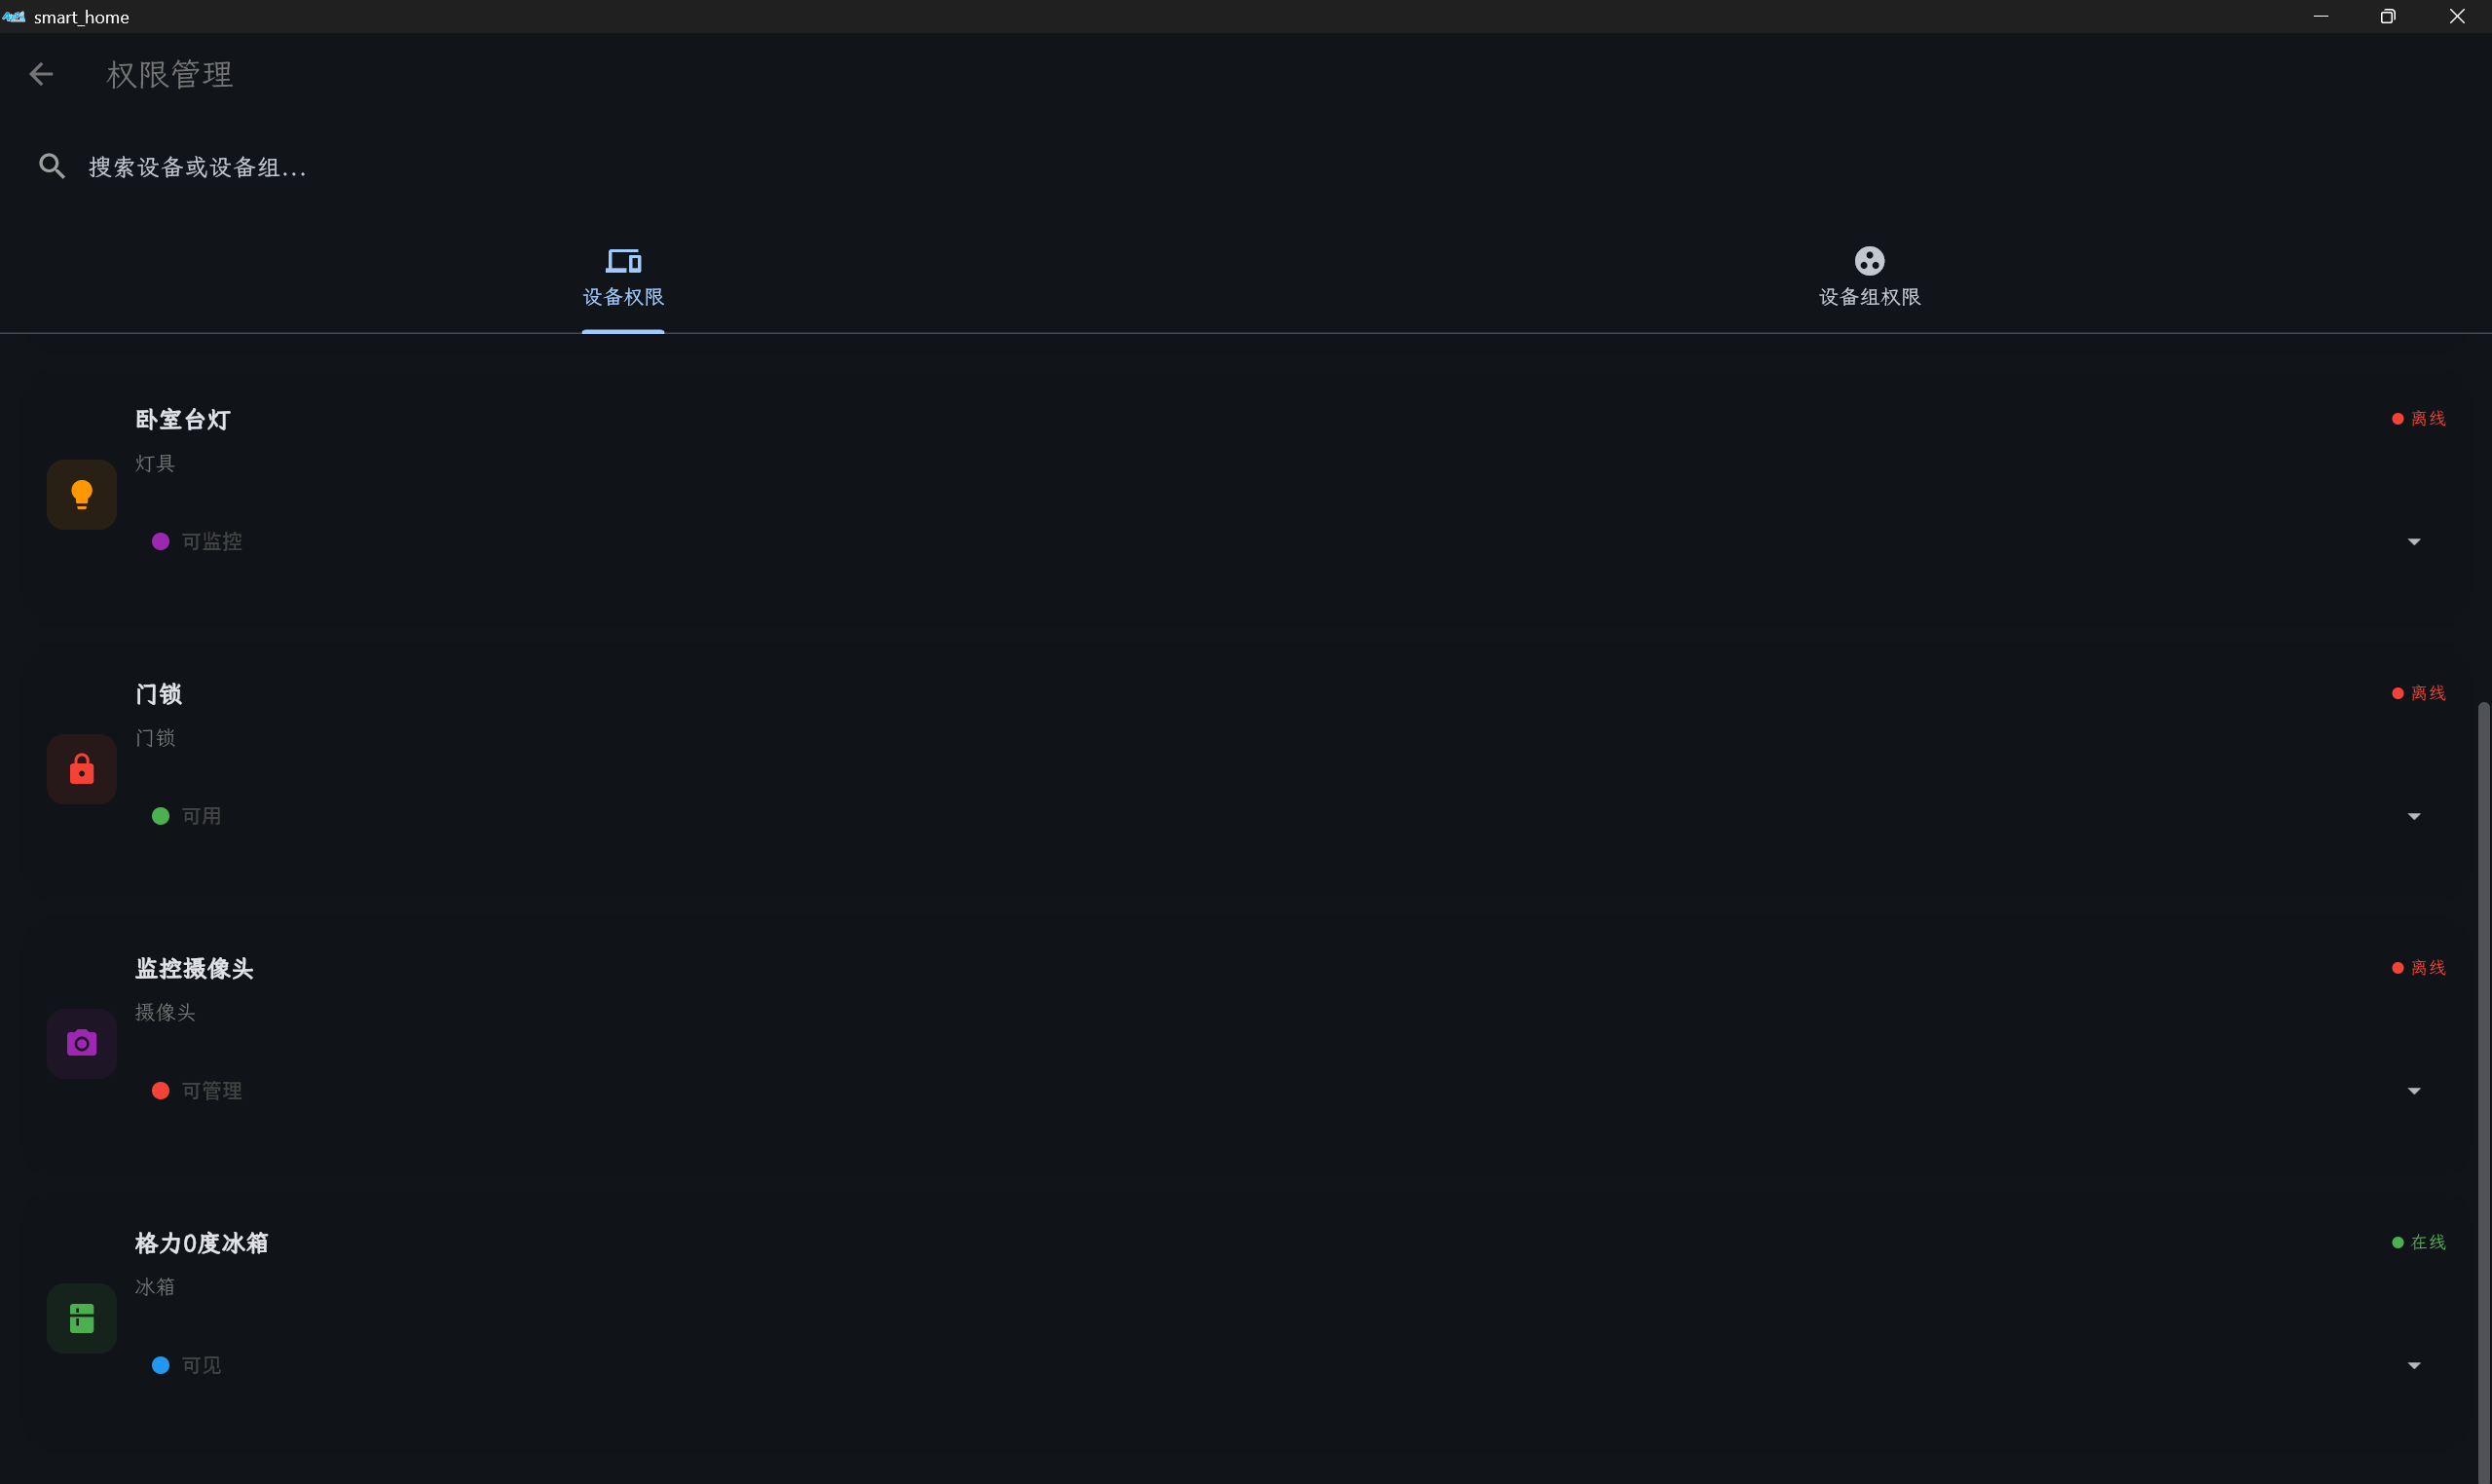 smart_home
权限管理
搜索设备或设备组...
设备权限
设备组权限
卧室台灯
离线
灯具
可监控
门锁
离线
门锁
可用
监控摄像头
离线
摄像头
可管理
格力0度冰箱
在线
冰箱
可见